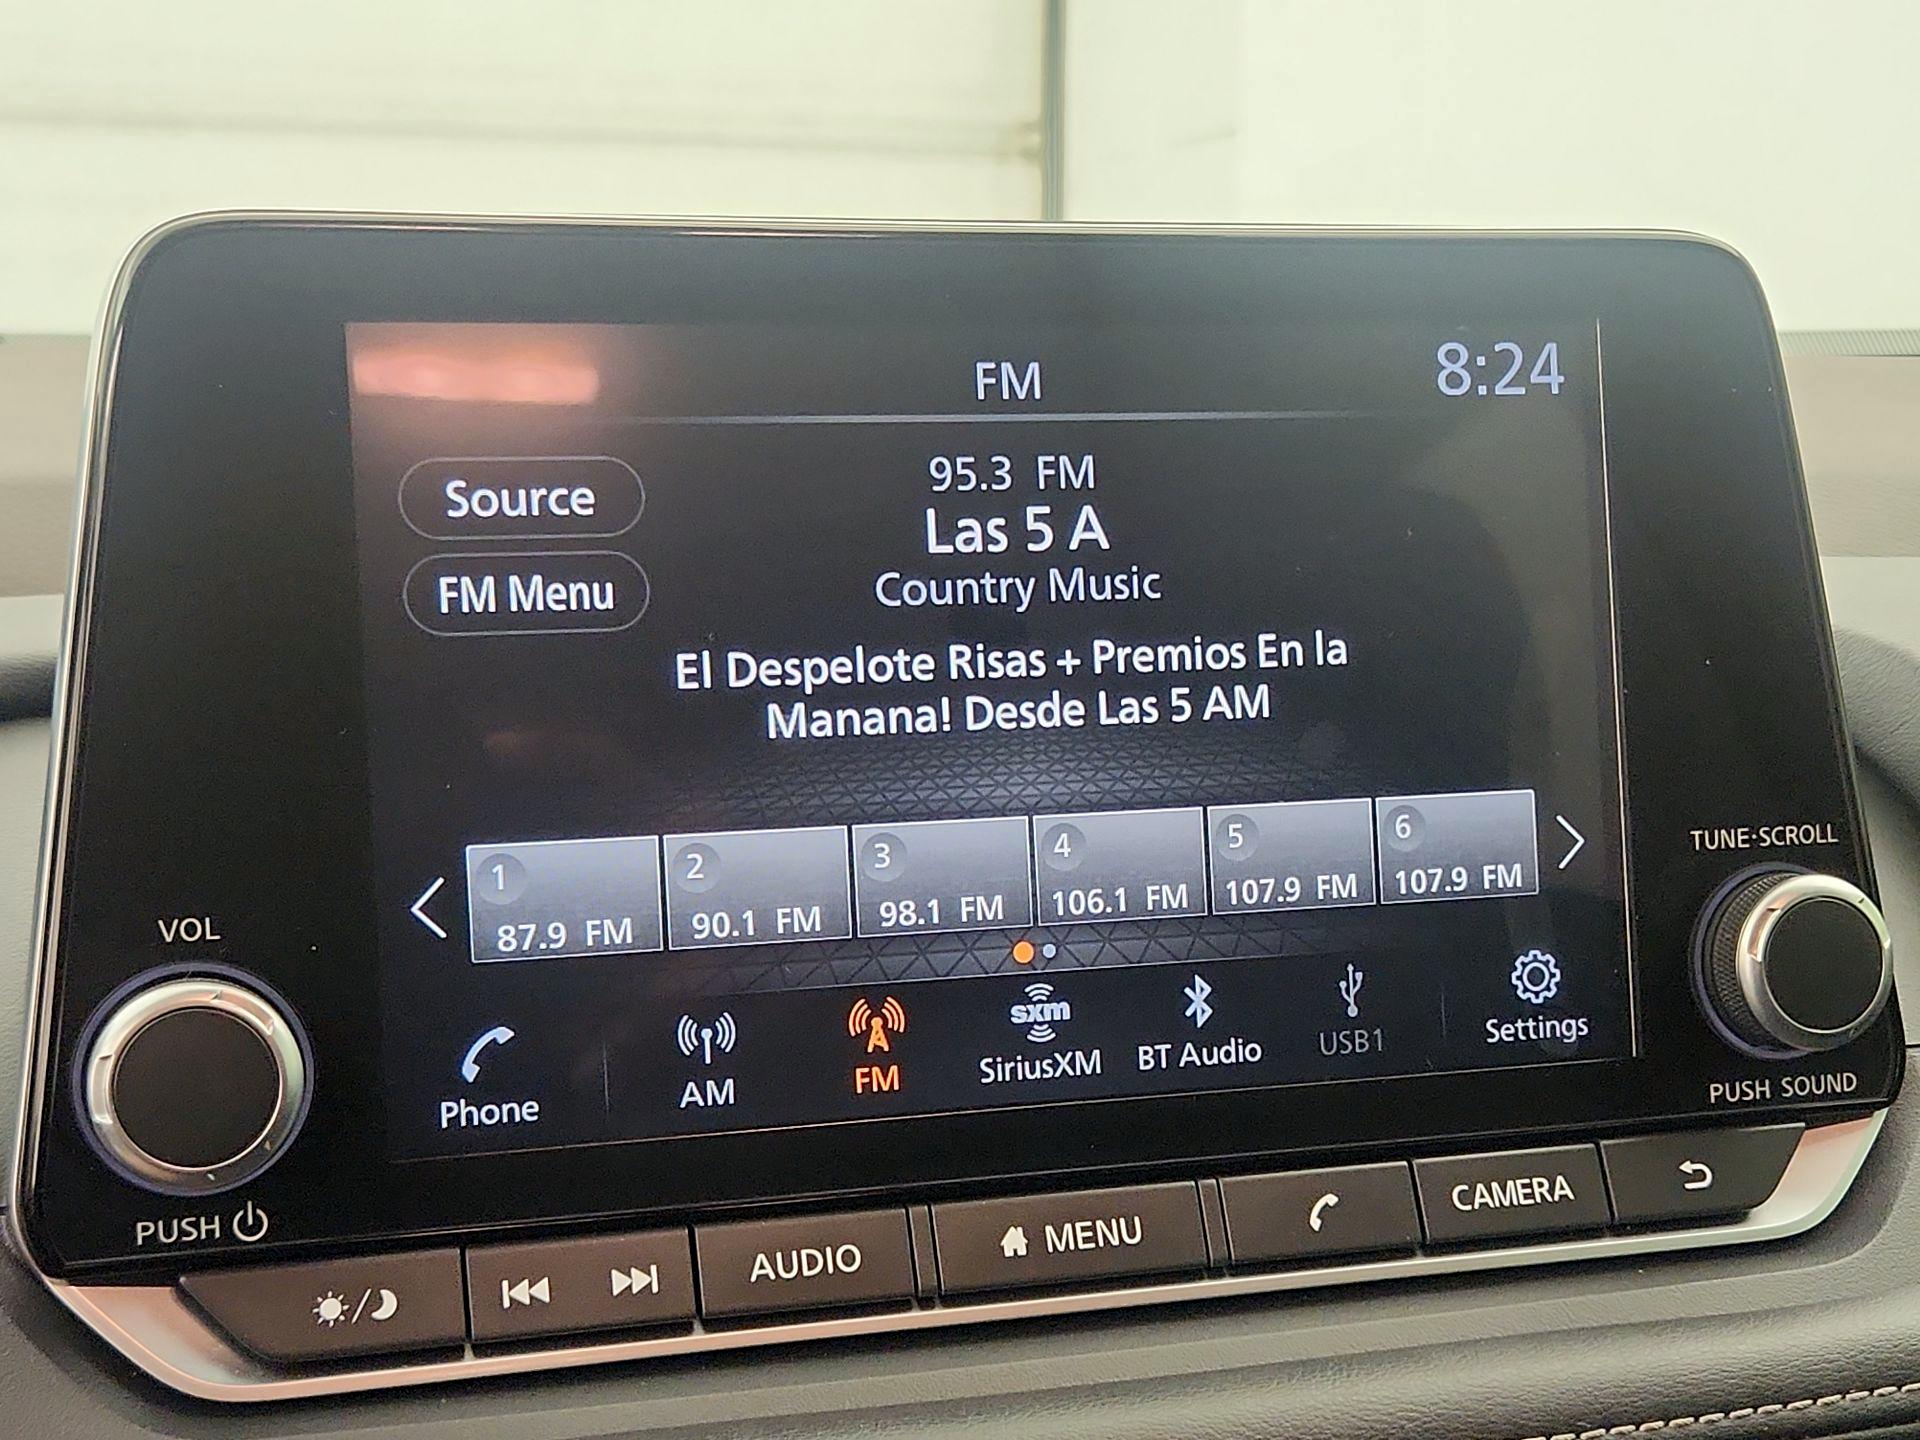 FM
8:24
Source
FM Menu
95.3 FM
Las 5 A
Country Music
El Despelote Risas + Premios En la
Manana! Desde Las 5 AM
1
87.9 FM
2
90.1 FM
3
98.1 FM
4
106.1 FM
5
107.9 FM
6
107.9 FM
Phone
AM
FM
sxm
SiriusXM
BT Audio
USB1
Settings
VOL
PUSH
TUNE·SCROLL
PUSH SOUND
AUDIO
MENU
CAMERA